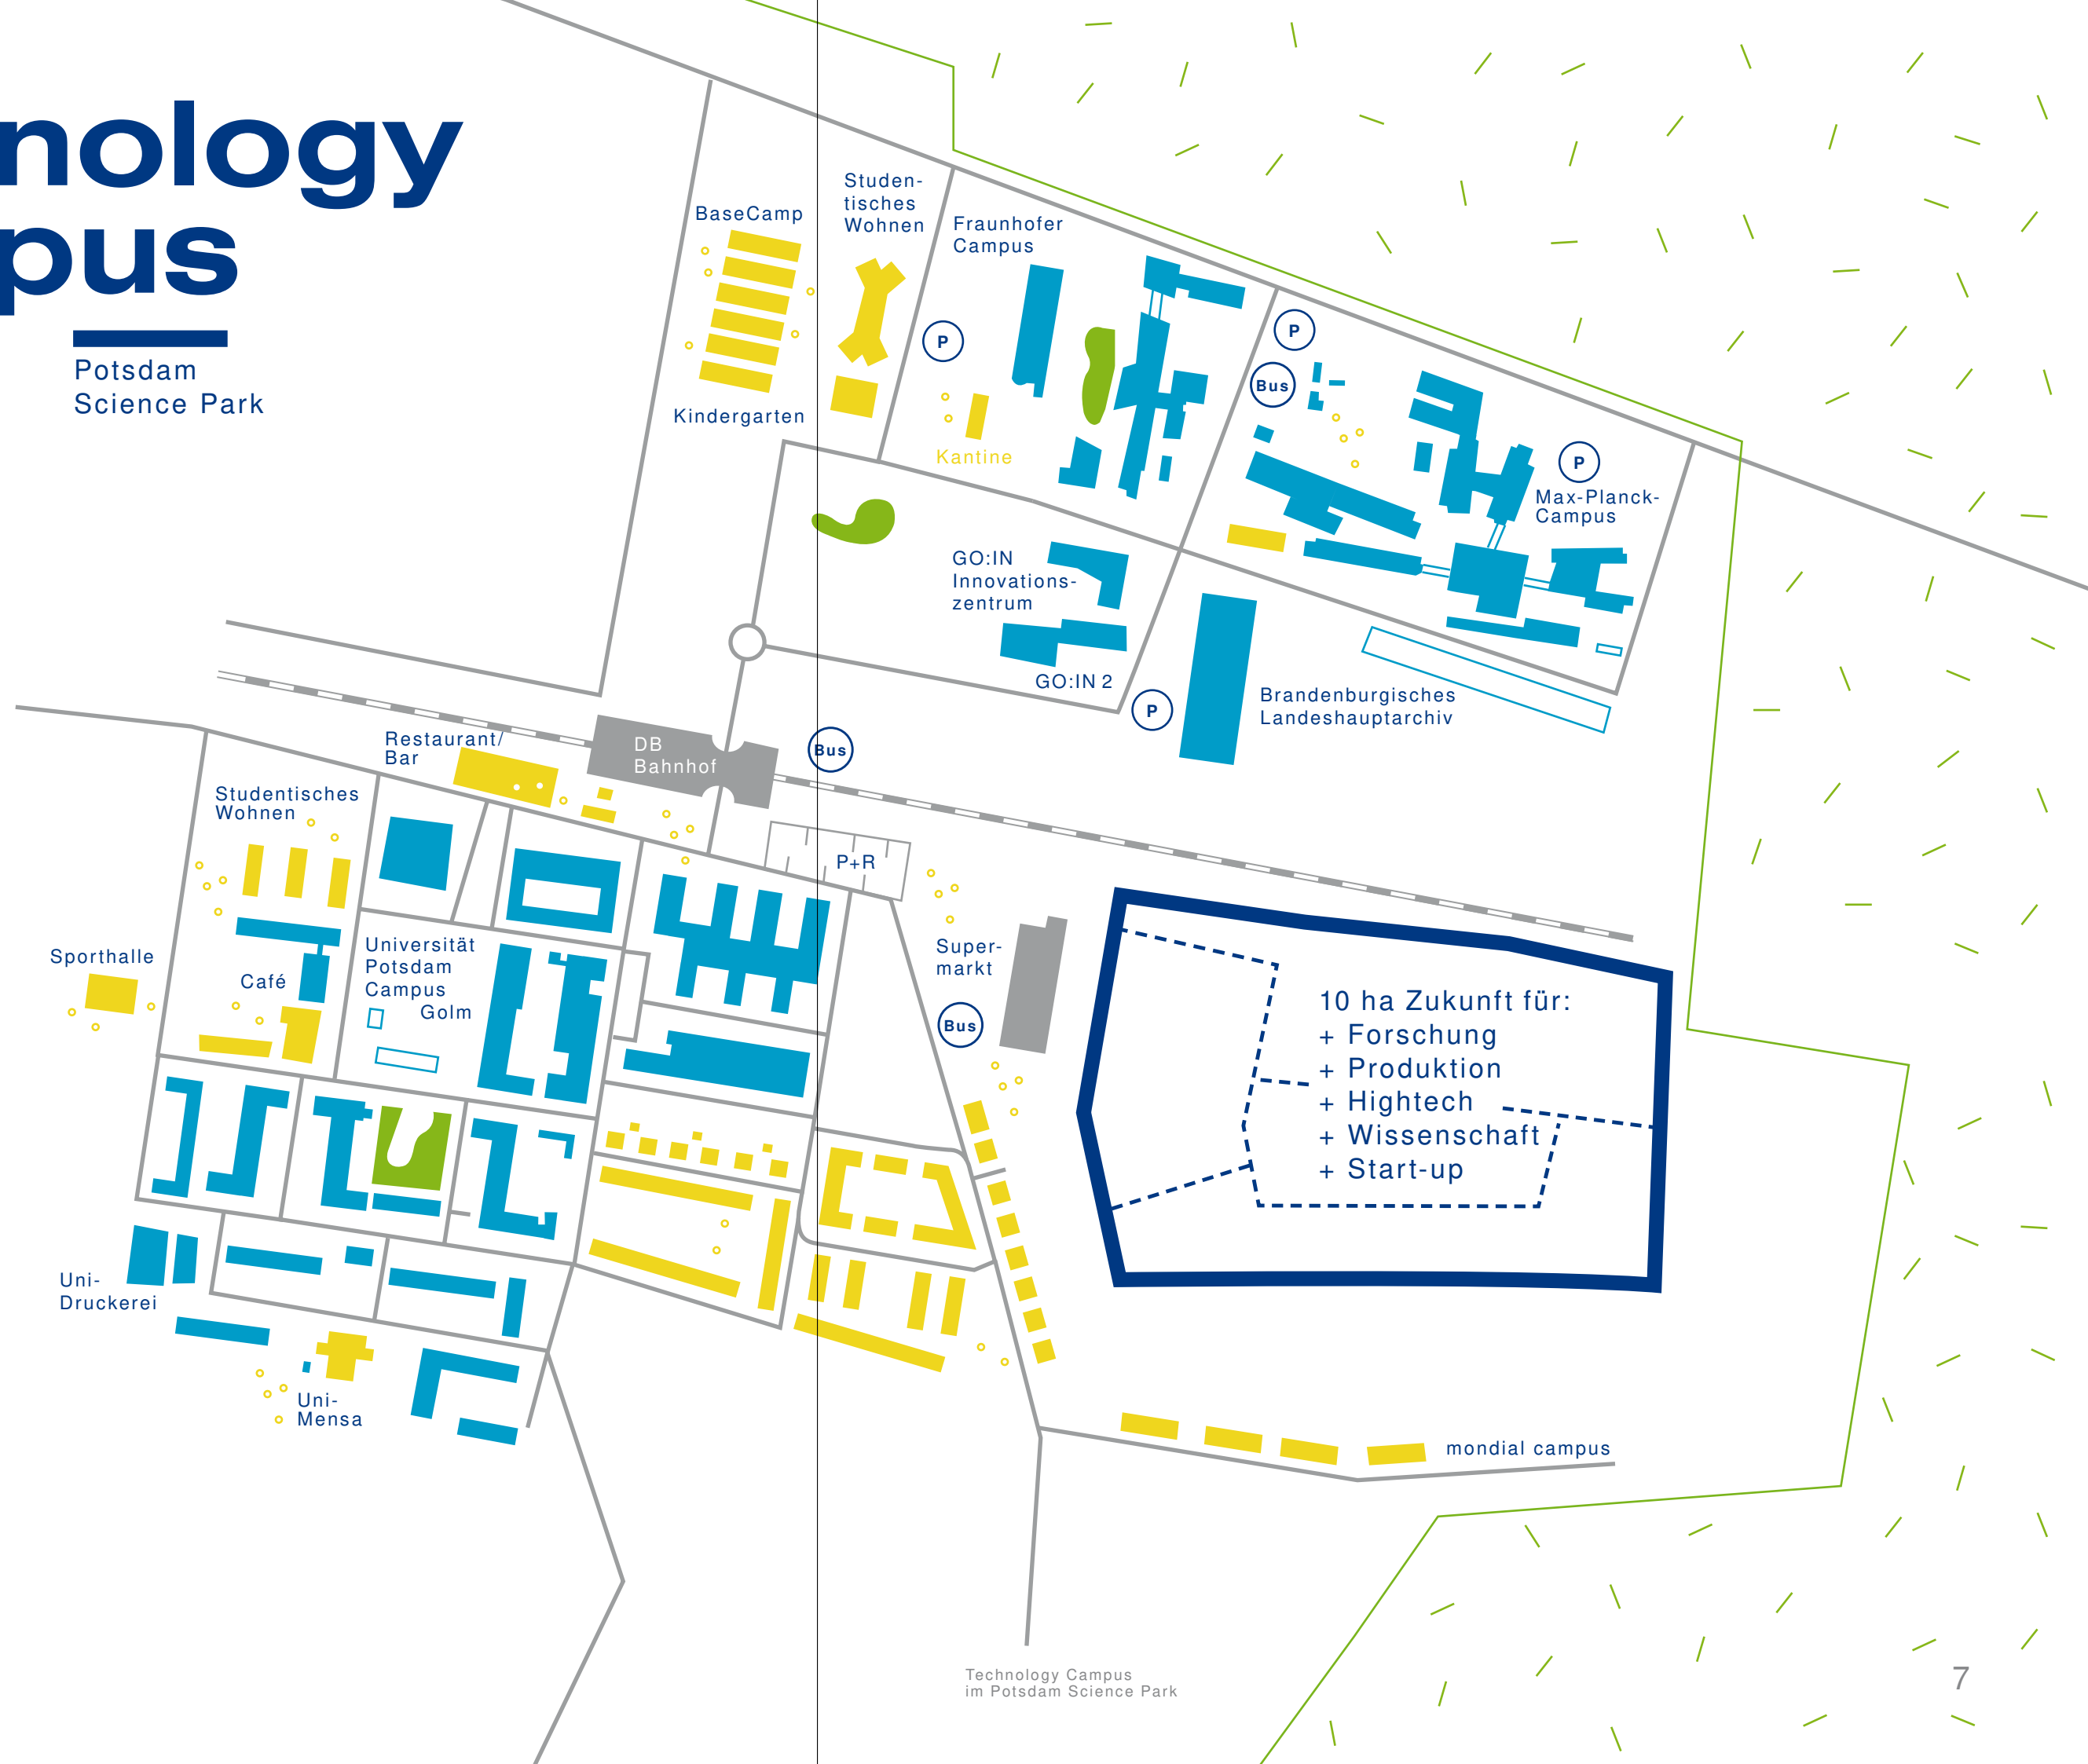 nology
pus
Potsdam
Science Park
BaseCamp
Kindergarten
Studen-
tisches
Wohnen
Fraunhofer
Campus
P
Kantine
P
Bus
P
Max-Planck-
Campus
GO:IN
Innovations-
zentrum
GO:IN 2
P
Brandenburgisches
Landeshauptarchiv
Restaurant/
Bar
DB
Bahnhof
Bus
P+R
Studentisches
Wohnen
Sporthalle
Café
Universität
Potsdam
Campus
Golm
Super-
markt
Bus
10 ha Zukunft für:
+ Forschung
+ Produktion
+ Hightech
+ Wissenschaft
+ Start-up
Uni-
Druckerei
Uni-
Mensa
mondial campus
Technology Campus
im Potsdam Science Park
7